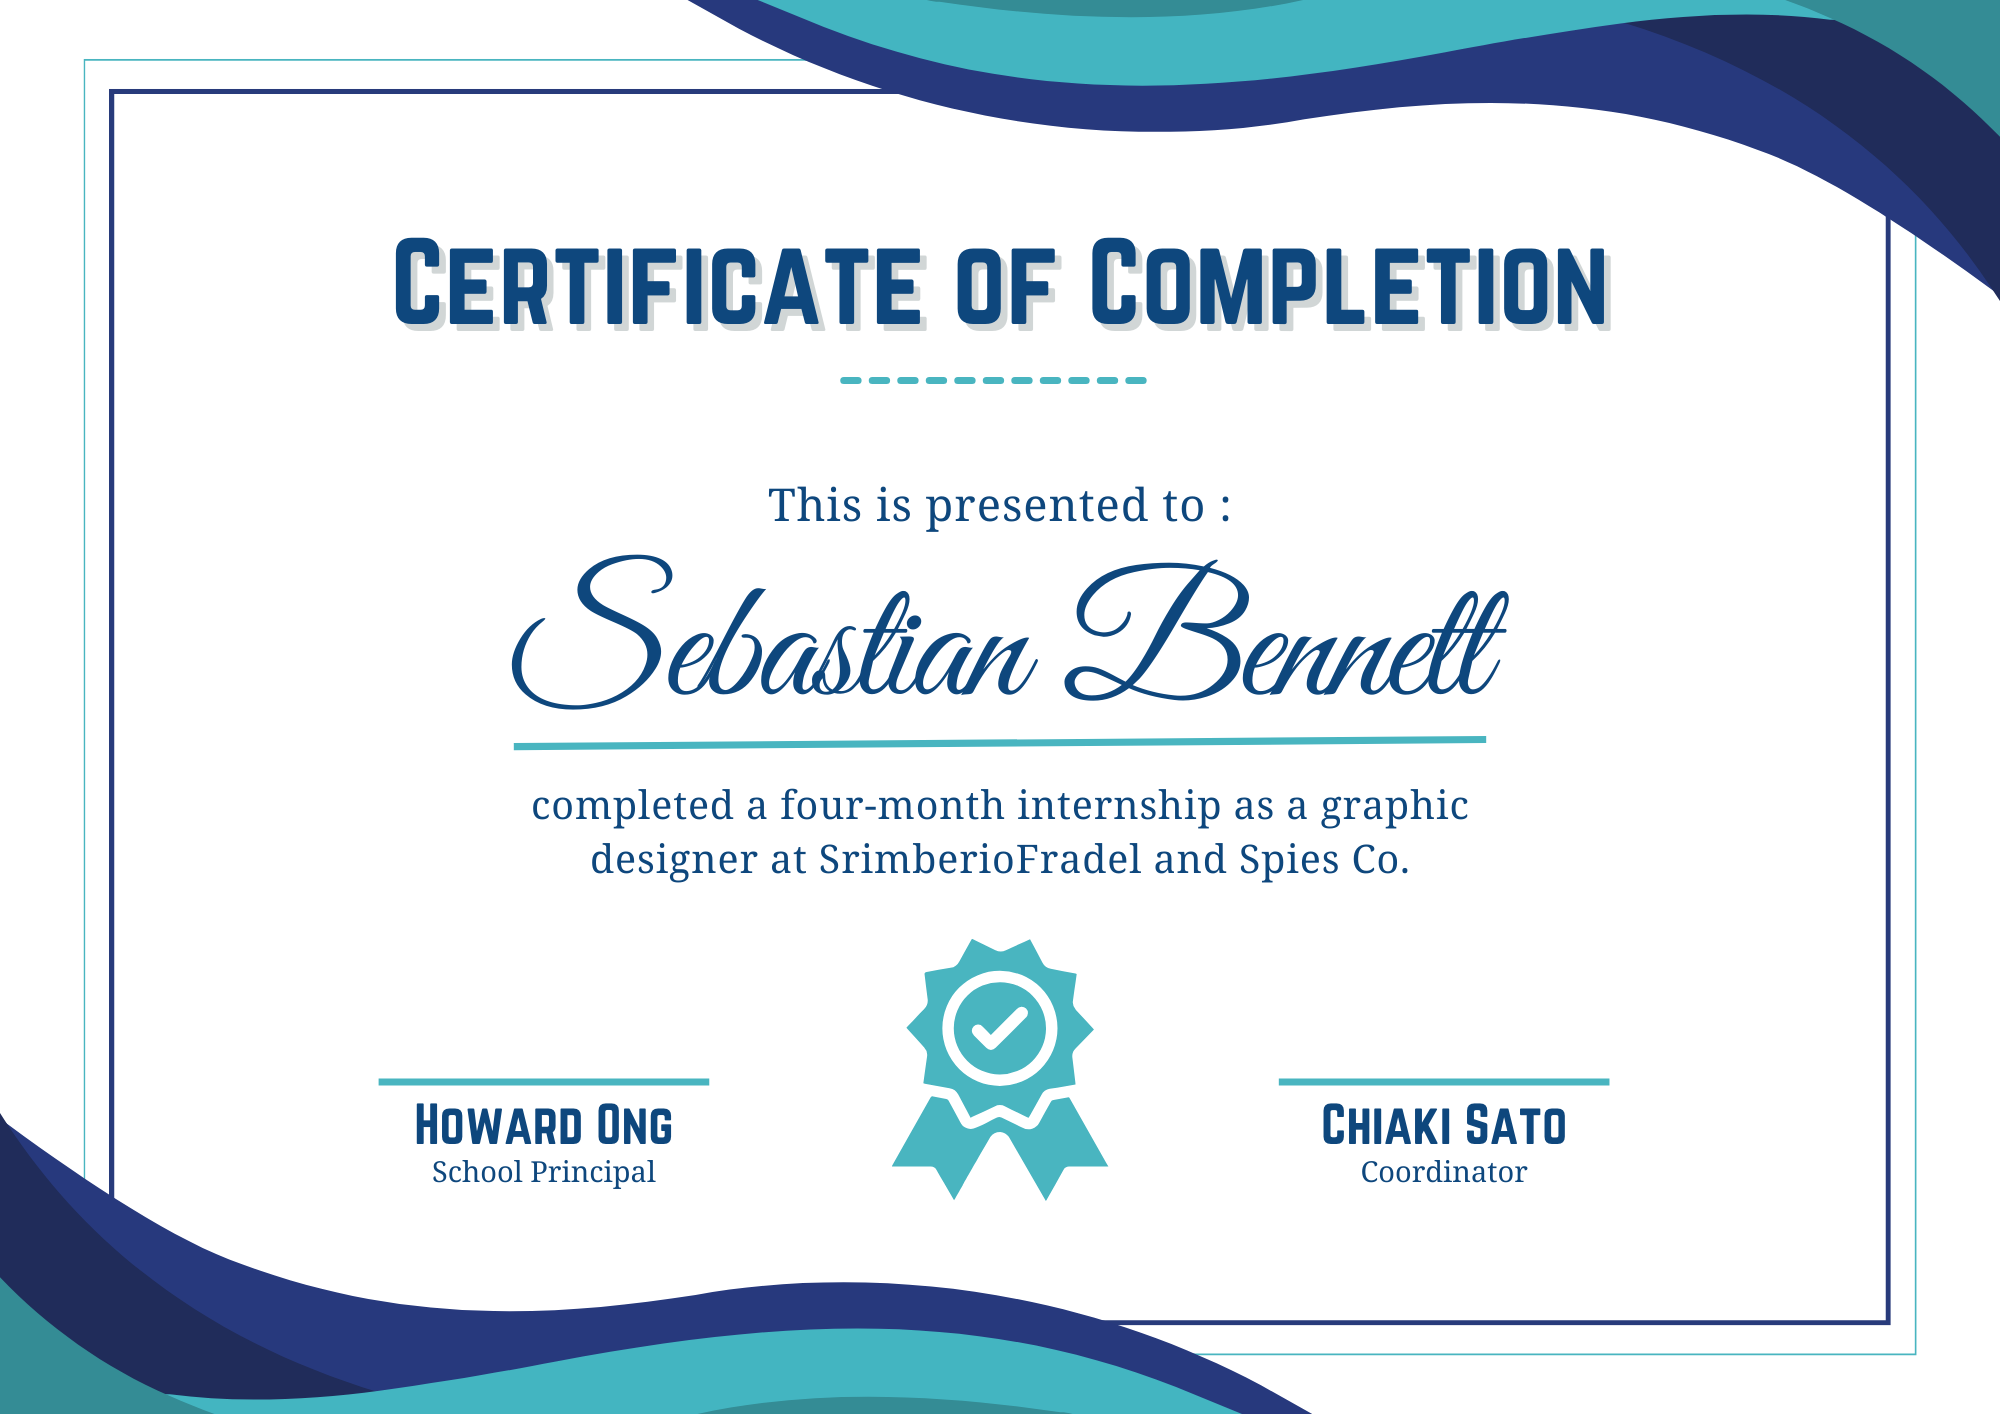 Certificate of Completion
This is presented to :
Sebastian Bennett
completed a four-month internship as a graphic
designer at SrimberioFradel and Spies Co.
Howard Ong
School Principal
Chiaki Sato
Coordinator